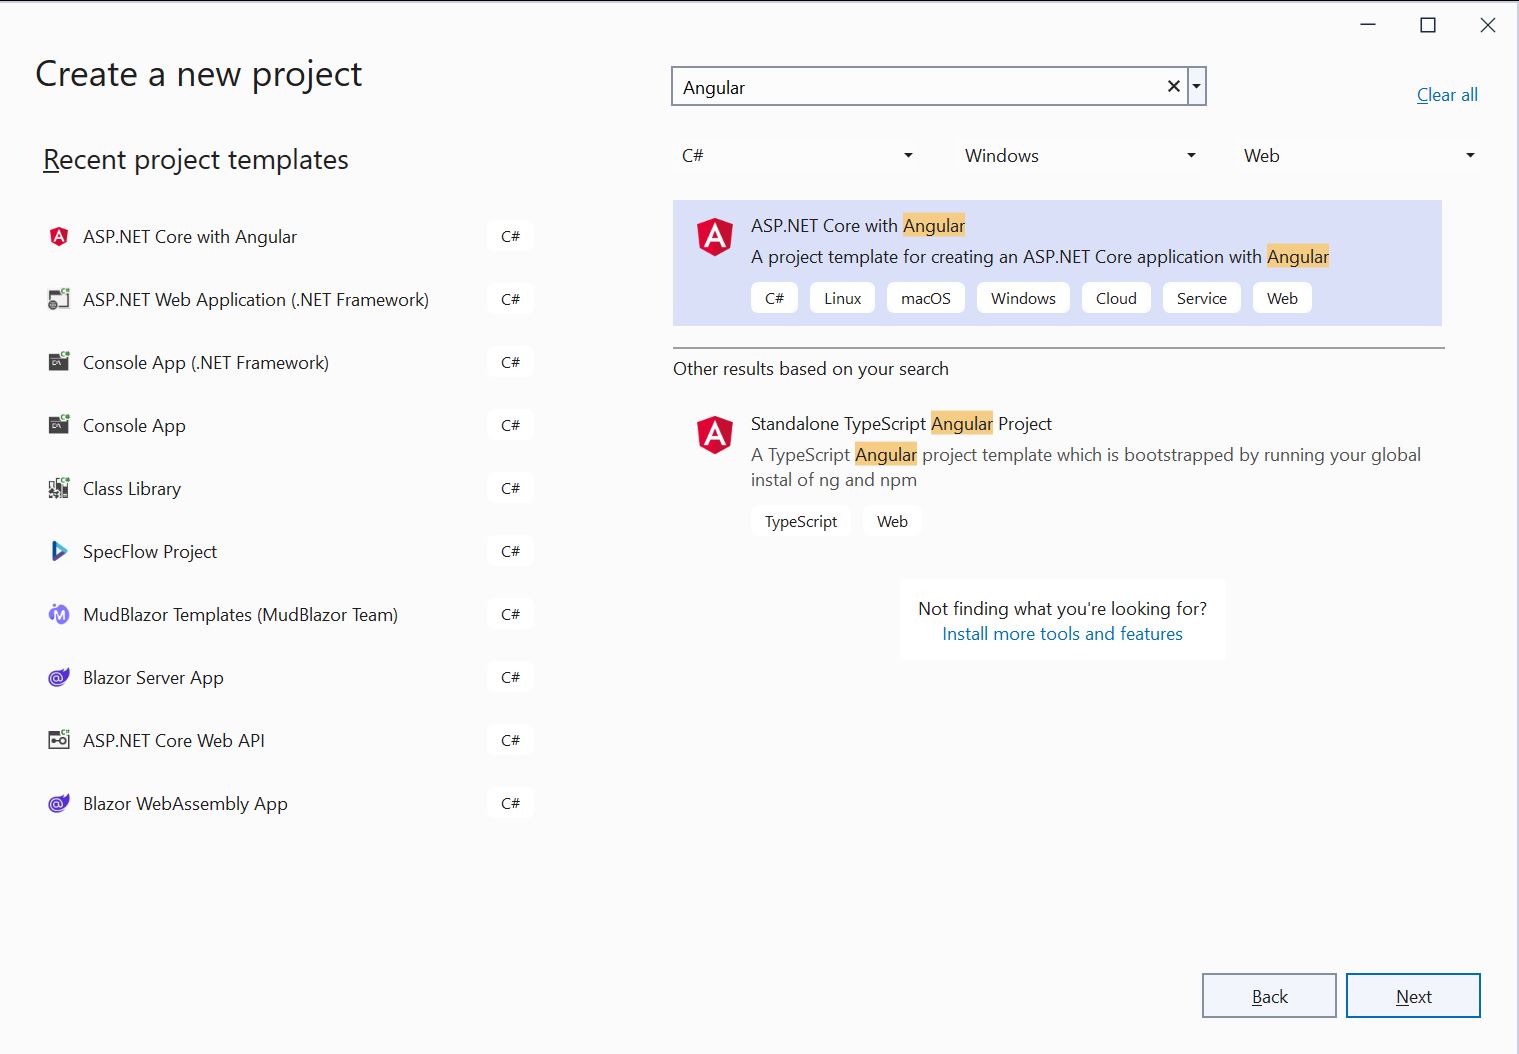 Create a new project
Angular
Clear all
Recent project templates
C#
Windows
Web
ASP.NET Core with Angular
C#
ASP.NET Web Application (.NET Framework)
C#
Console App (.NET Framework)
C#
Console App
C#
Class Library
C#
SpecFlow Project
C#
MudBlazor Templates (MudBlazor Team)
C#
Blazor Server App
C#
ASP.NET Core Web API
C#
Blazor WebAssembly App
C#
ASP.NET Core with Angular
A project template for creating an ASP.NET Core application with Angular
C#
Linux
macOS
Windows
Cloud
Service
Web
Other results based on your search
Standalone TypeScript Angular Project
A TypeScript Angular project template which is bootstrapped by running your global
instal of ng and npm
TypeScript
Web
Not finding what you're looking for?
Install more tools and features
Back
Next